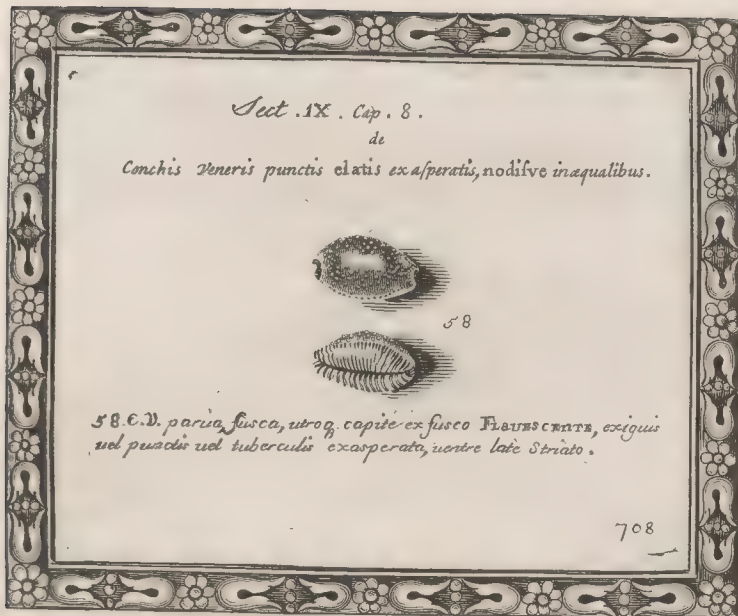 Sect . IX . Cap . 8 .
de
Conchis Veneris punctis elatis exasperatis, nodisve inæqualibus.
58
58. C.V. parva, fusca, utroq capite ex fusco FLAVESCENTE, exiguis
vel punctis vel tuberculis exasperata, ventre late Striato .
708